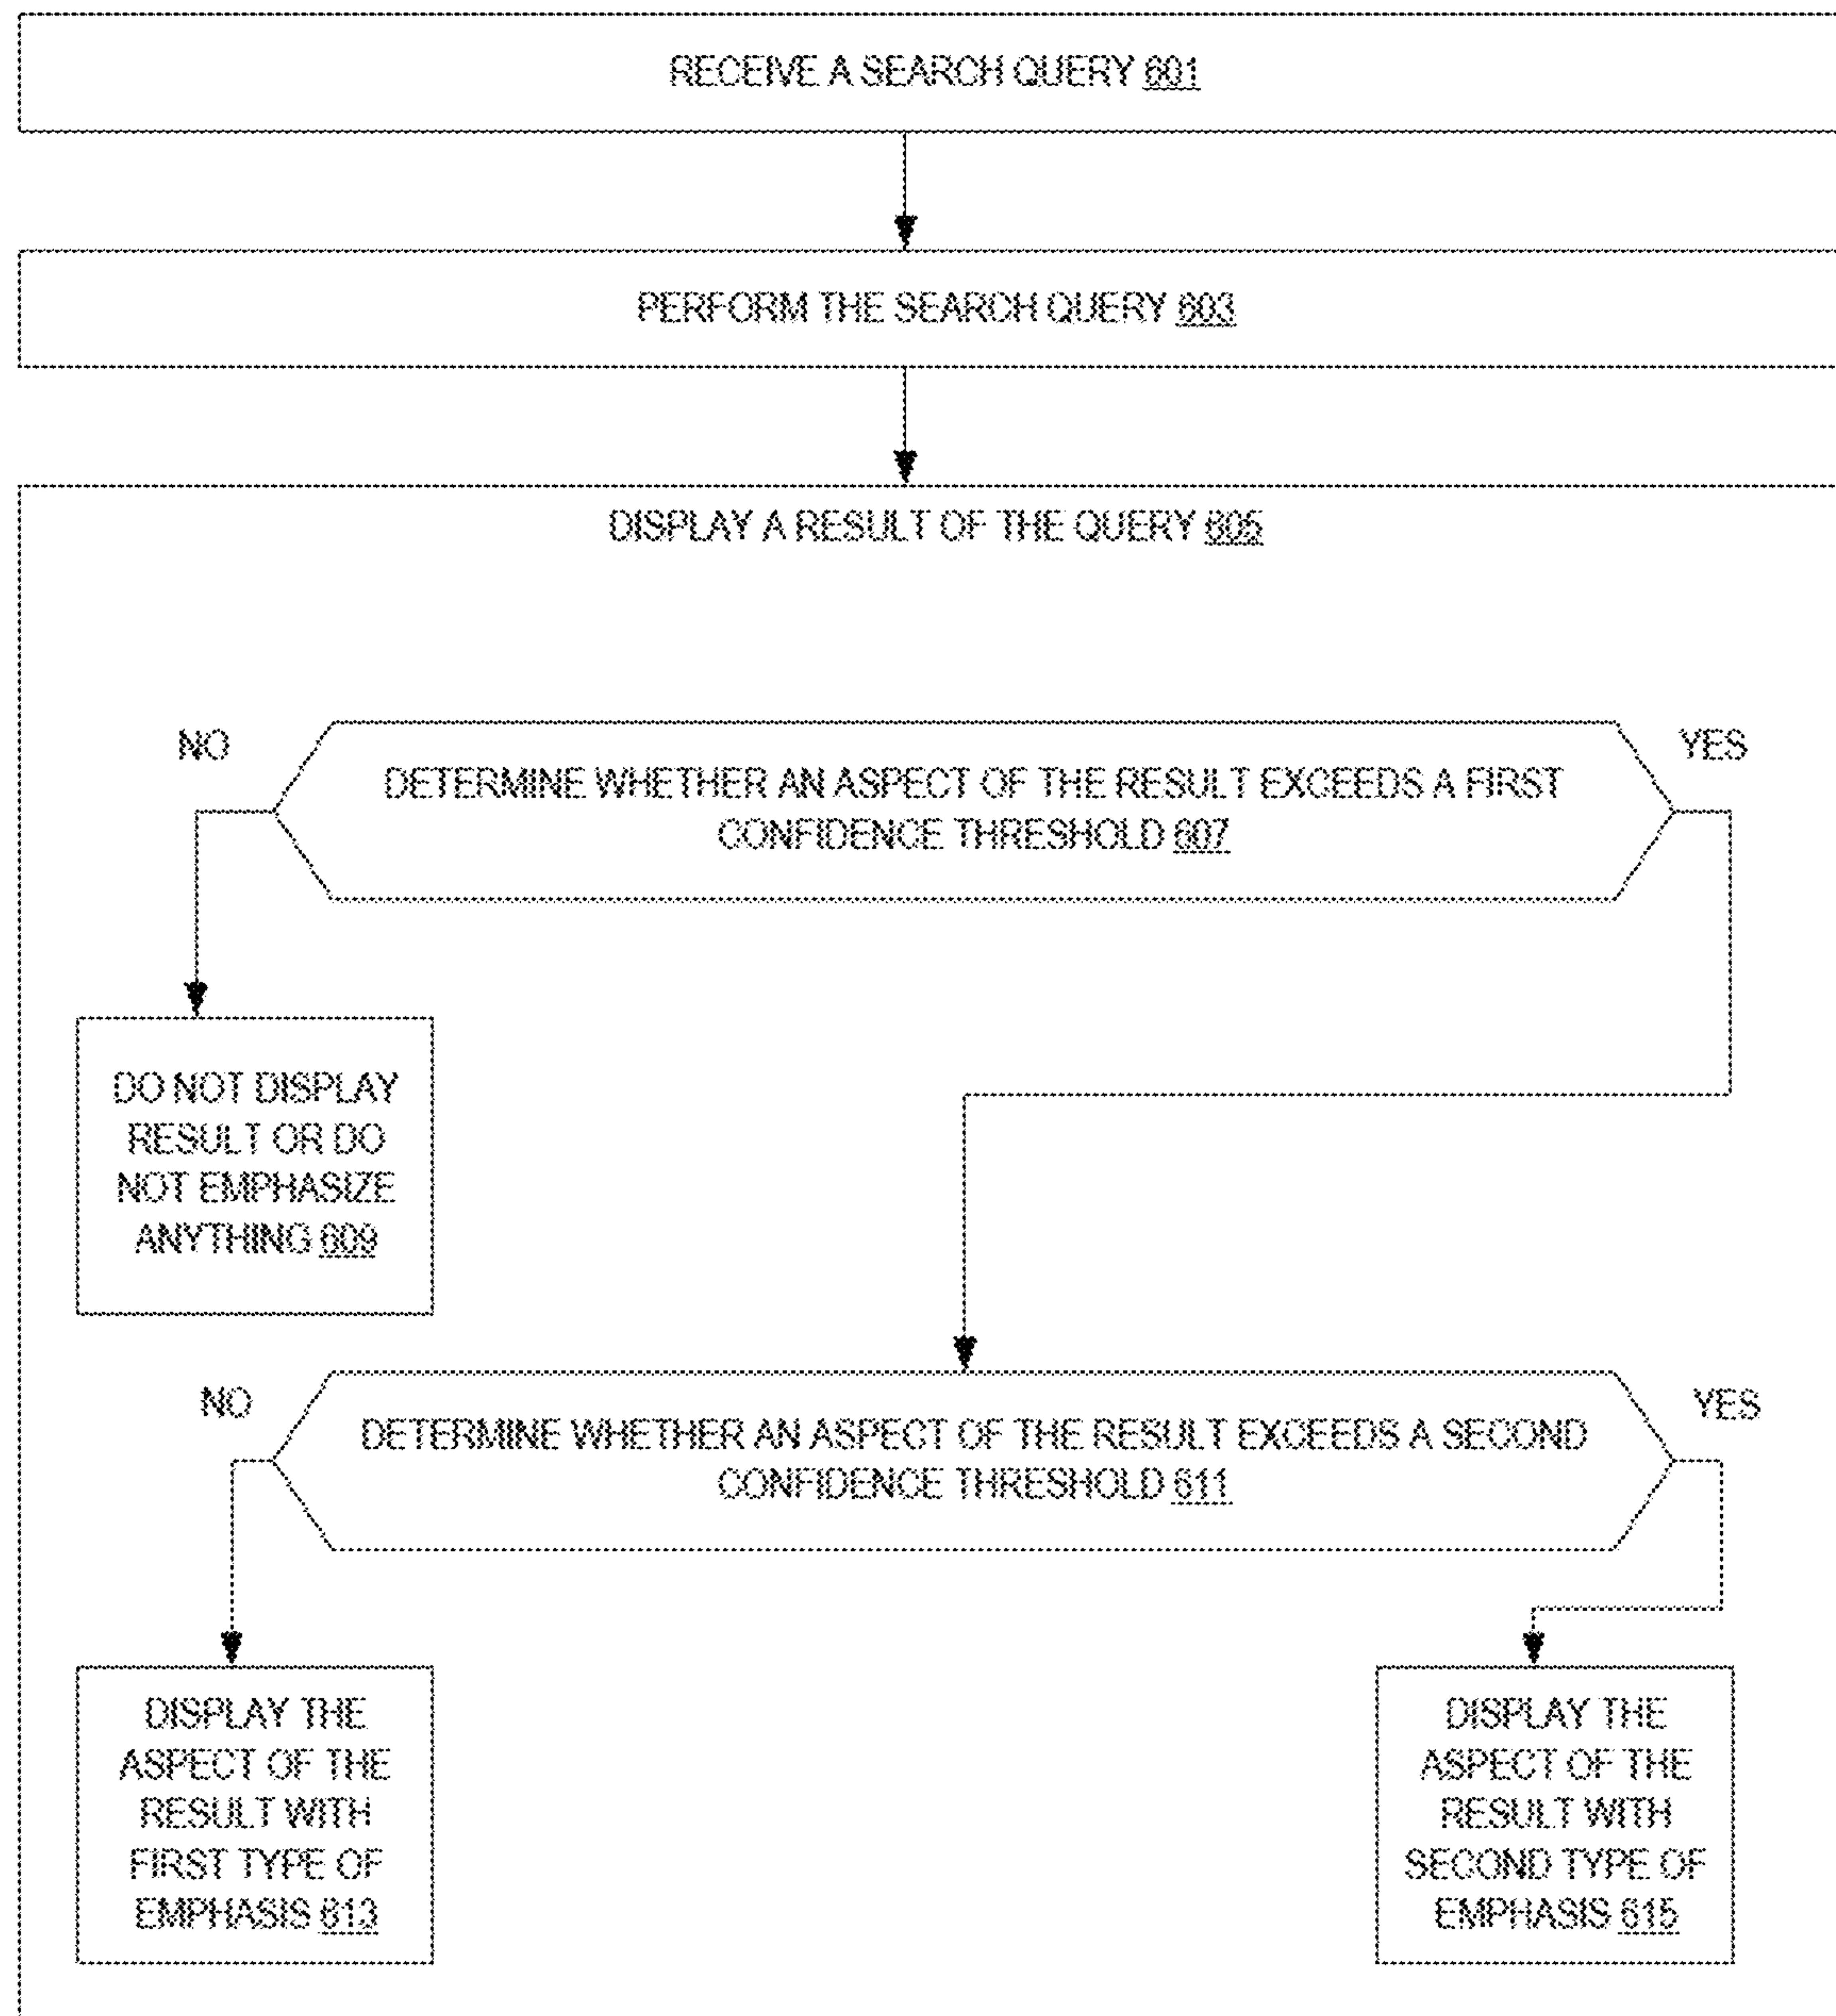 RECEIVE A SEARCH QUERY 601
PERFORM THE SEARCH QUERY 603
DISPLAY A RESULT OF THE QUERY 605
NO
YES
DETERMINE WHETHER AN ASPECT OF THE RESULT EXCEEDS A FIRST
CONFIDENCE THRESHOLD 607
DO NOT DISPLAY
RESULT OR DO
NOT EMPHASIZE
ANYTHING 609
NO
YES
DETERMINE WHETHER AN ASPECT OF THE RESULT EXCEEDS A SECOND
CONFIDENCE THRESHOLD 611
DISPLAY THE
ASPECT OF THE
RESULT WITH
FIRST TYPE OF
EMPHASIS 613
DISPLAY THE
ASPECT OF THE
RESULT WITH
SECOND TYPE OF
EMPHASIS 615